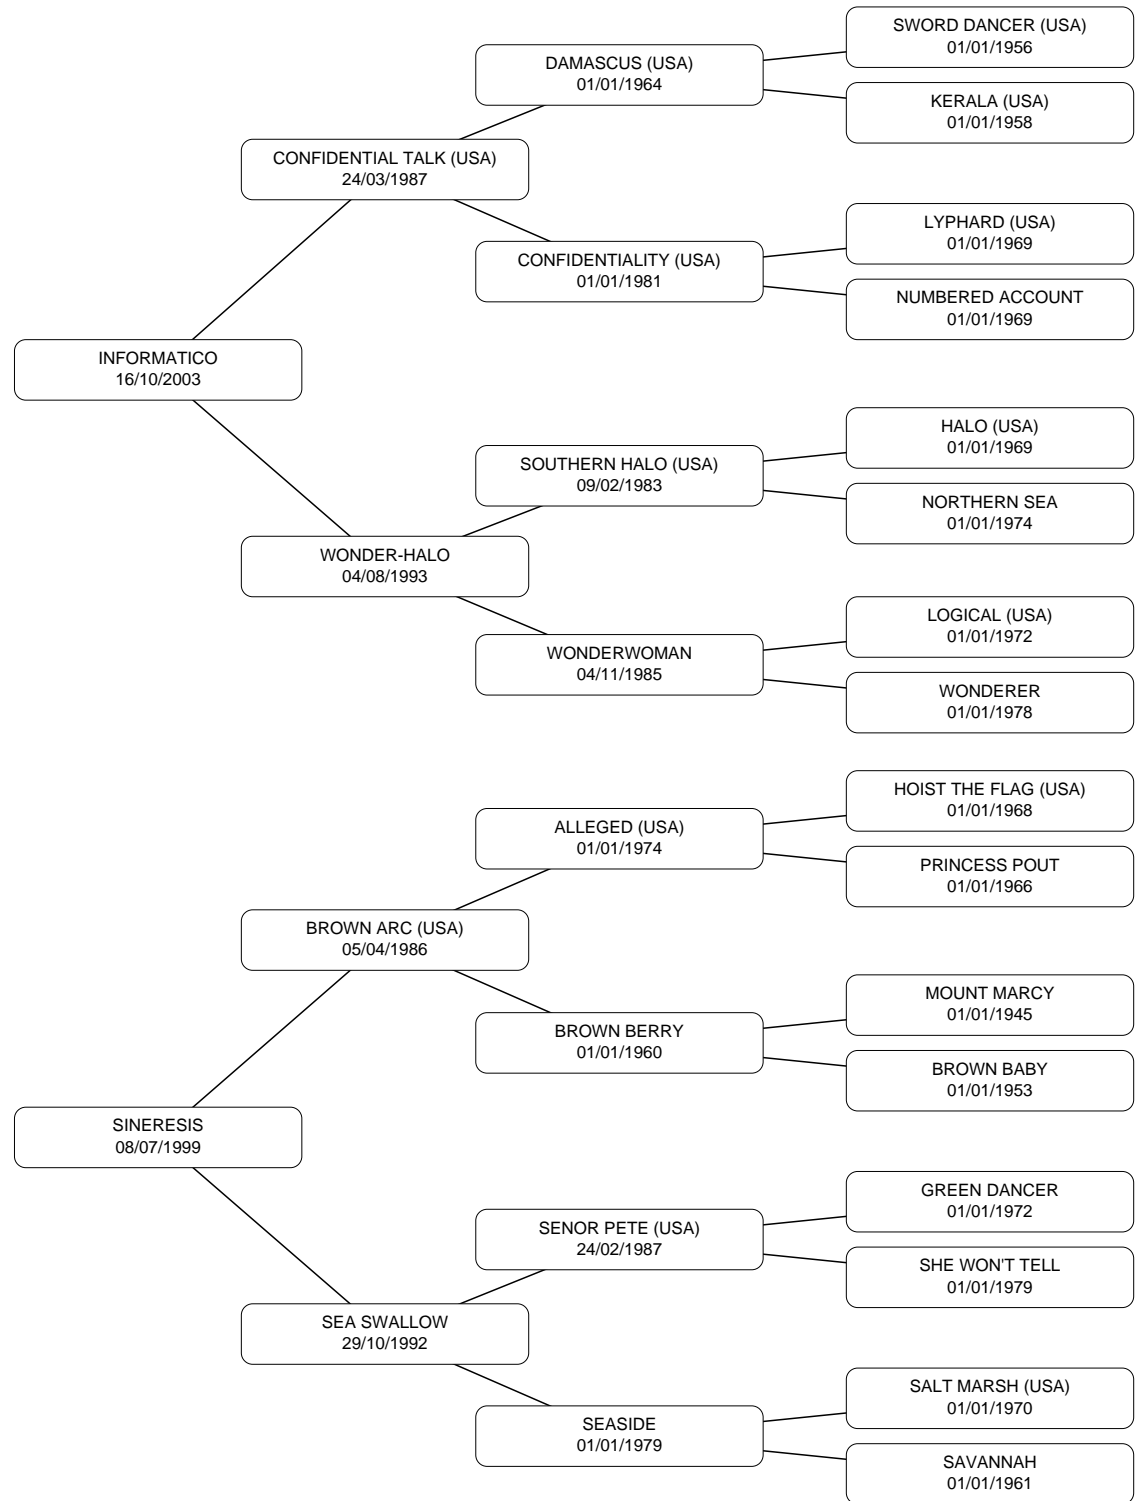 SWORD DANCER (USA)
01/01/1956
DAMASCUS (USA)
01/01/1964
KERALA (USA)
01/01/1958
CONFIDENTIAL TALK (USA)
24/03/1987
LYPHARD (USA)
01/01/1969
CONFIDENTIALITY (USA)
01/01/1981
NUMBERED ACCOUNT
01/01/1969
INFORMATICO
16/10/2003
HALO (USA)
01/01/1969
SOUTHERN HALO (USA)
09/02/1983
NORTHERN SEA
01/01/1974
WONDER-HALO
04/08/1993
LOGICAL (USA)
01/01/1972
WONDERWOMAN
04/11/1985
WONDERER
01/01/1978
HOIST THE FLAG (USA)
01/01/1968
ALLEGED (USA)
01/01/1974
PRINCESS POUT
01/01/1966
BROWN ARC (USA)
05/04/1986
MOUNT MARCY
01/01/1945
BROWN BERRY
01/01/1960
BROWN BABY
01/01/1953
SINERESIS
08/07/1999
GREEN DANCER
01/01/1972
SENOR PETE (USA)
24/02/1987
SHE WON'T TELL
01/01/1979
SEA SWALLOW
29/10/1992
SALT MARSH (USA)
01/01/1970
SEASIDE
01/01/1979
SAVANNAH
01/01/1961